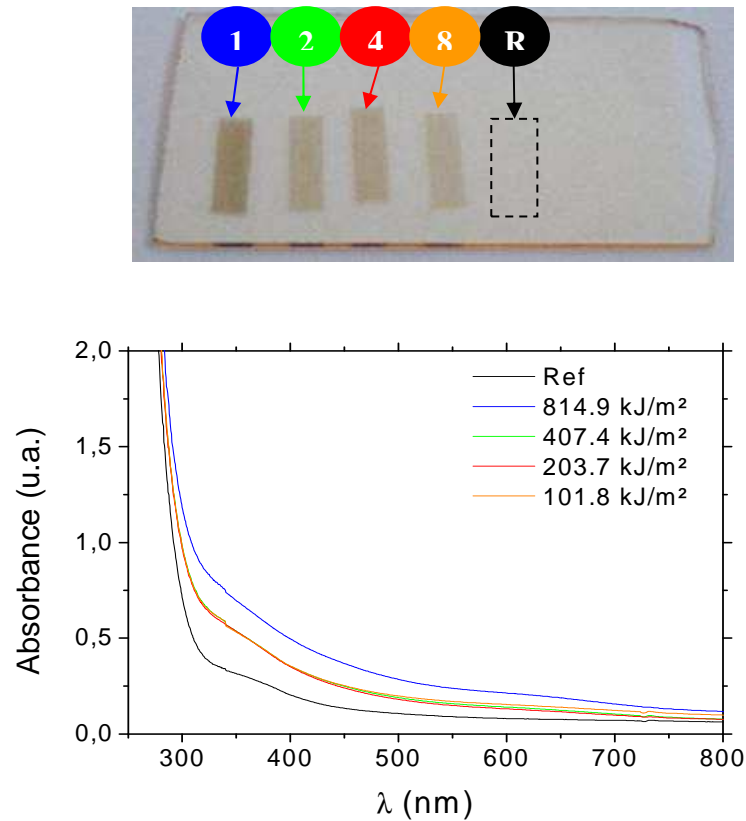 1 2 4 8 R
2,0
1,5
1,0
0,5
0,0
Absorbance (u.a.)
Ref
814.9 kJ/m²
407.4 kJ/m²
203.7 kJ/m²
101.8 kJ/m²
300 400 500 600 700 800
λ (nm)